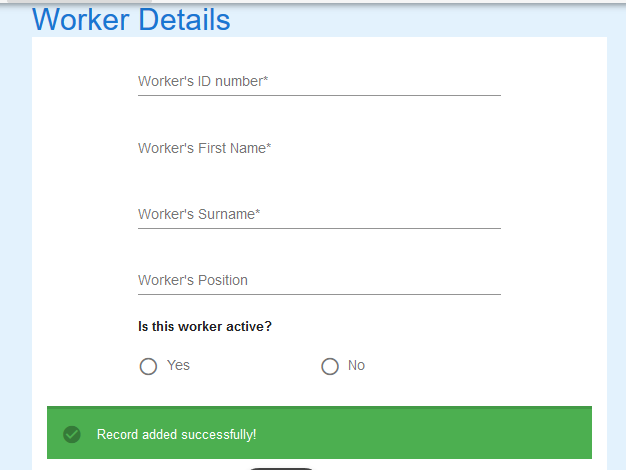 Worker Details
Worker's ID number*
Worker's First Name*
Worker's Surname*
Worker's Position
Is this worker active?
Yes No
Record added successfully!